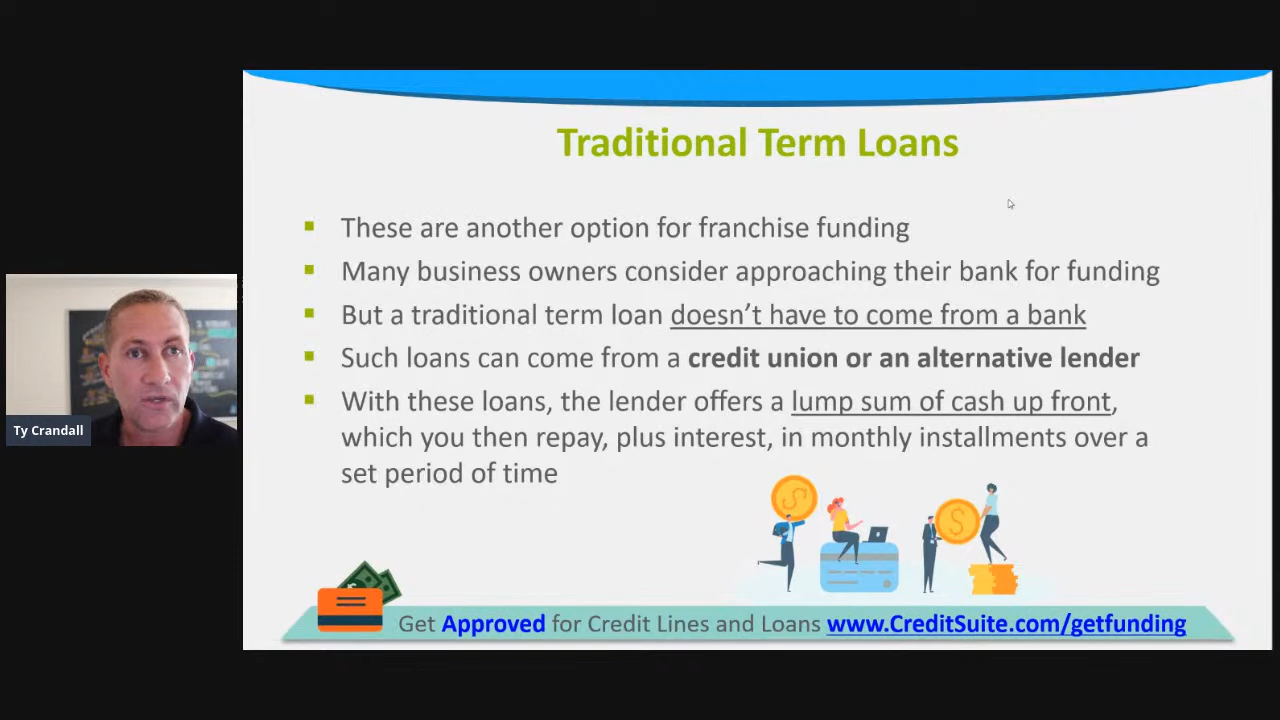 Traditional Term Loans
These are another option for franchise funding
Many business owners consider approaching their bank for funding
But a traditional term loan doesn’t have to come from a bank
Such loans can come from a credit union or an alternative lender
With these loans, the lender offers a lump sum of cash up front,
which you then repay, plus interest, in monthly installments over a
set period of time
Ty Crandall
Get Approved for Credit Lines and Loans www.CreditSuite.com/getfunding